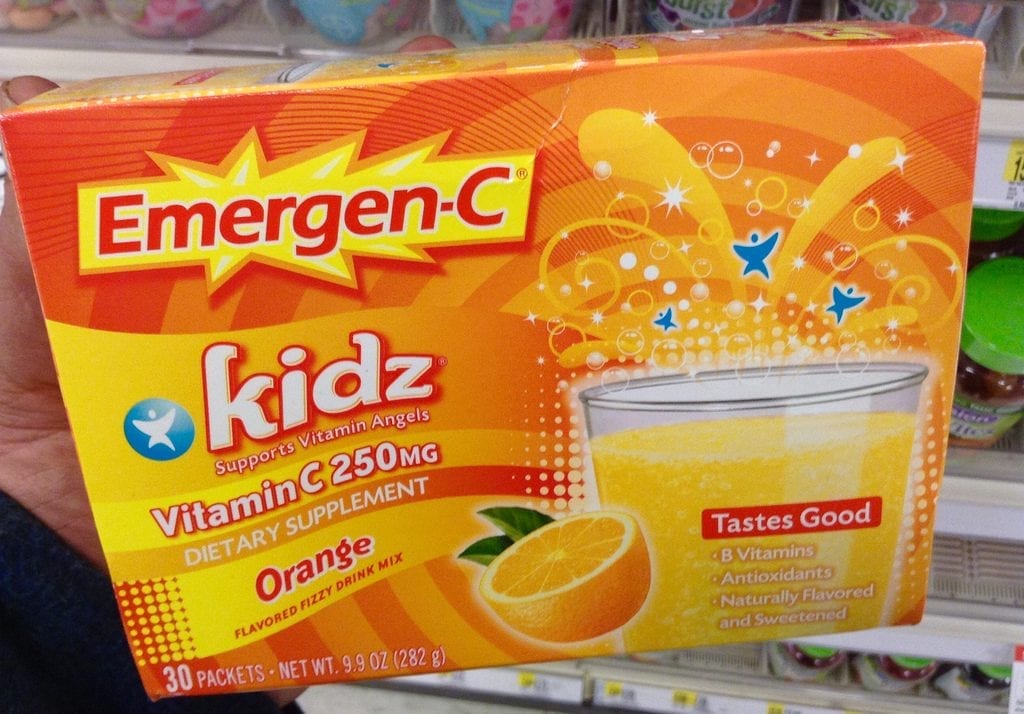 Emergen-C®
kidz®
Supports Vitamin Angels
Vitamin C 250MG
DIETARY SUPPLEMENT
Orange
FLAVORED FIZZY DRINK MIX
30 PACKETS • NET WT. 9.9 OZ (282 g)
Tastes Good
• B Vitamins
• Antioxidants
• Naturally Flavored
and Sweetened